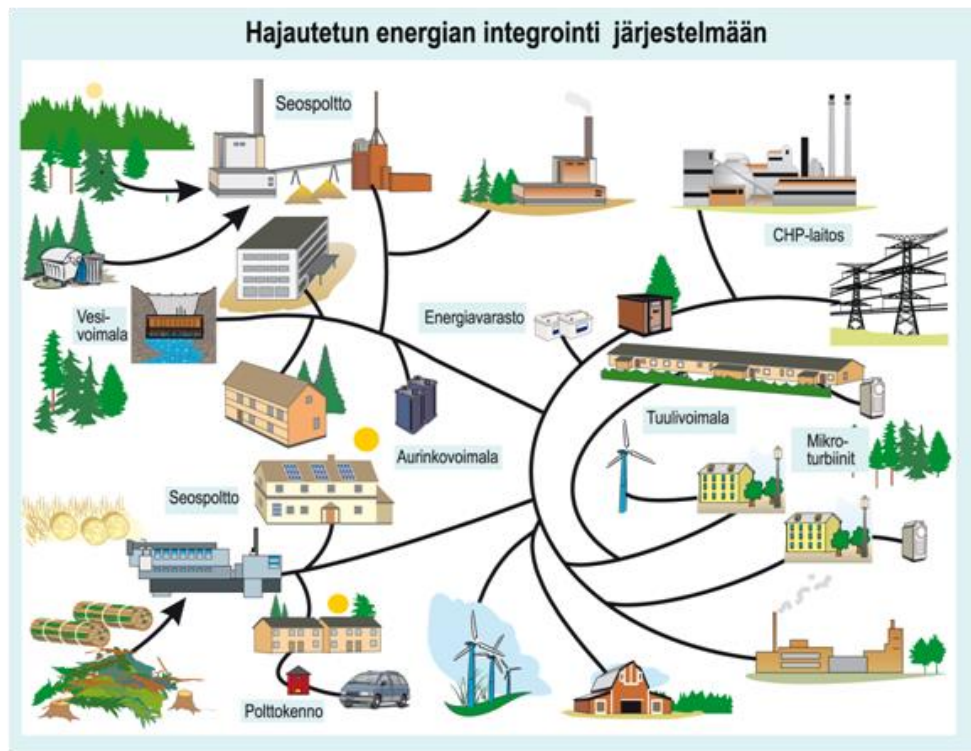 Hajautetun energian integrointi järjestelmään
Seospoltto
CHP-laitos
Vesi-
voimala
Energiavarasto
Tuulivoimala
Mikro-
turbiinit
Aurinkovoimala
Seospoltto
Polttokenno